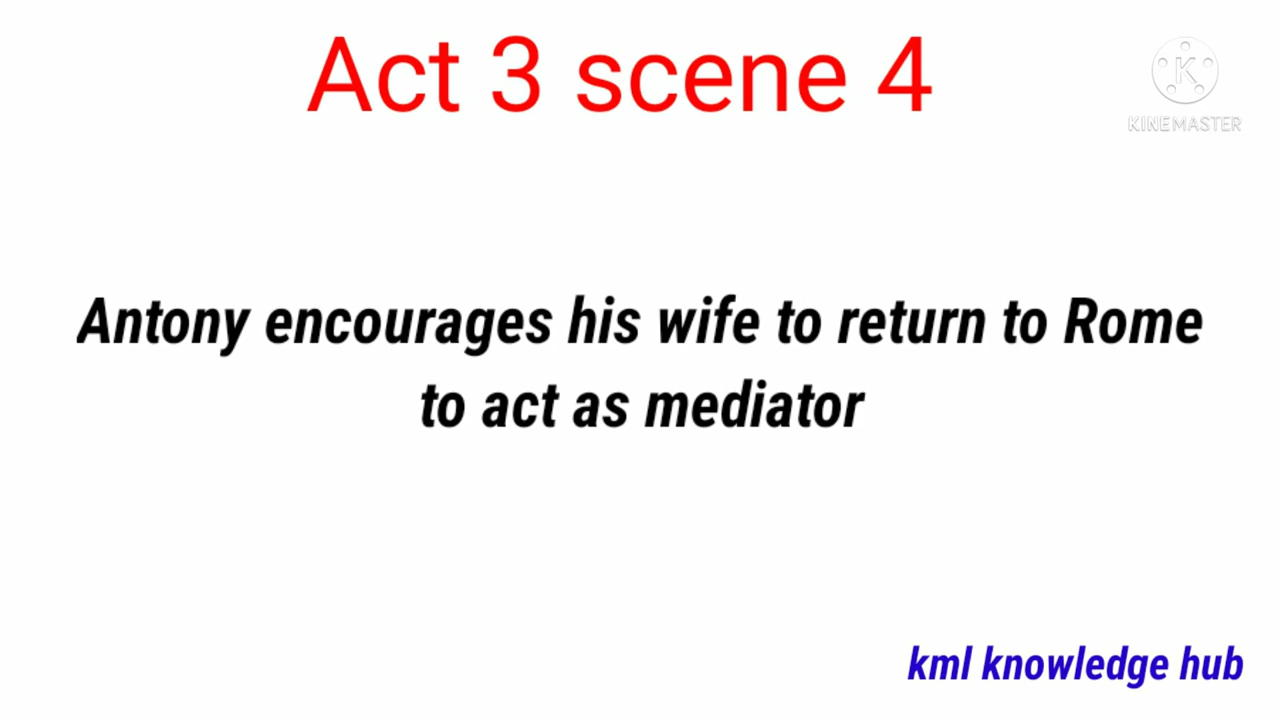 Act 3 scene 4
K
KINEMASTER
Antony encourages his wife to return to Rome
to act as mediator
kml knowledge hub